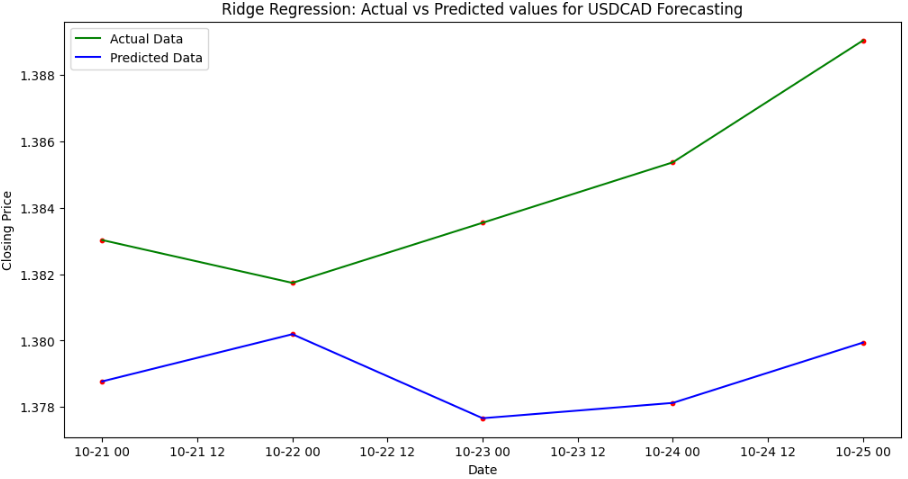 Ridge Regression: Actual vs Predicted values for USDCAD Forecasting
Actual Data
Predicted Data
1.388
1.386
1.384
1.382
1.380
1.378
Closing Price
10-21 00 10-21 12 10-22 00 10-22 12 10-23 00 10-23 12 10-24 00 10-24 12 10-25 00
Date